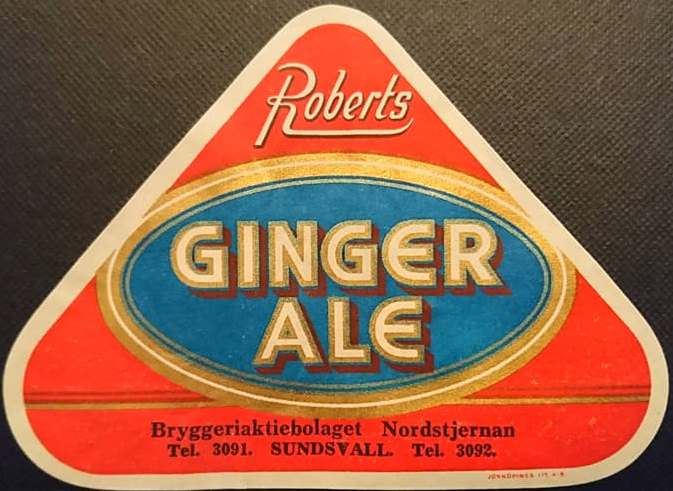 Roberts
GINGER
ALE
Bryggeriaktiebolaget Nordstjernan
Tel. 3091. SUNDSVALL. Tel. 3092.